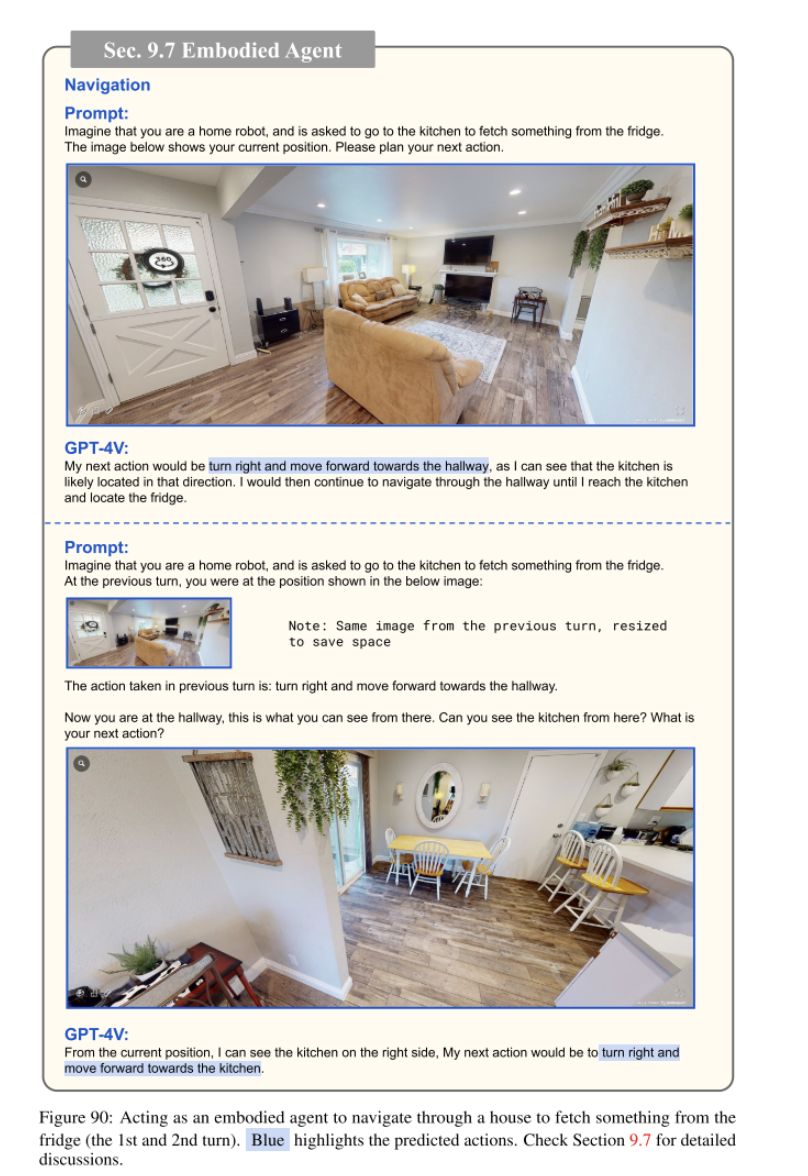 Sec. 9.7 Embodied Agent
Navigation
Prompt:
Imagine that you are a home robot, and is asked to go to the kitchen to fetch something from the fridge.
The image below shows your current position. Please plan your next action.
360
GPT-4V:
My next action would be turn right and move forward towards the hallway, as I can see that the kitchen is
likely located in that direction. I would then continue to navigate through the hallway until I reach the kitchen
and locate the fridge.
Prompt:
Imagine that you are a home robot, and is asked to go to the kitchen to fetch something from the fridge.
At the previous turn, you were at the position shown in the below image:
Note: Same image from the previous turn, resized
to save space
The action taken in previous turn is: turn right and move forward towards the hallway.
Now you are at the hallway, this is what you can see from there. Can you see the kitchen from here? What is
your next action?
GPT-4V:
From the current position, I can see the kitchen on the right side, My next action would be to turn right and
move forward towards the kitchen.
Figure 90: Acting as an embodied agent to navigate through a house to fetch something from the
fridge (the 1st and 2nd turn). Blue highlights the predicted actions. Check Section 9.7 for detailed
discussions.